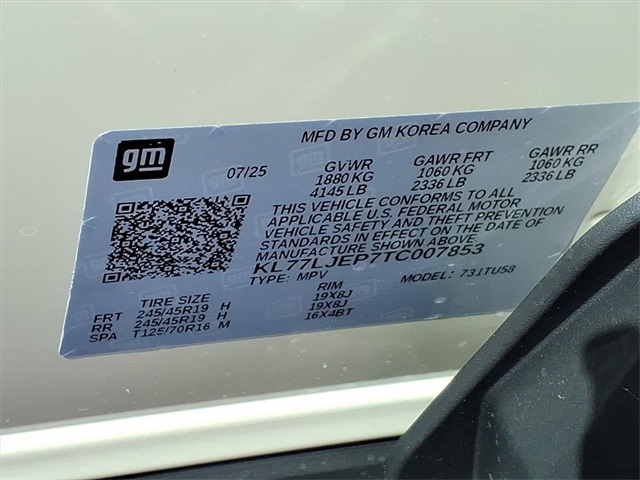 MFD BY GM KOREA COMPANY
gm
07/25
GVWR GAWR FRT GAWR RR
1880 KG 1060 KG 1060 KG
4145 LB 2336 LB 2336 LB
THIS VEHICLE CONFORMS TO ALL
APPLICABLE U.S. FEDERAL MOTOR
VEHICLE SAFETY AND THEFT PREVENTION
STANDARDS IN EFFECT ON THE DATE OF
MANUFACTURE SHOWN ABOVE.
KL77LJEP7TC007853
TYPE: MPV MODEL: 731TU58
TIRE SIZE RIM
FRT 245/45R19 H 19X8J
RR 245/45R19 H 19X8J
SPA T125/70R16 M 16X4BT